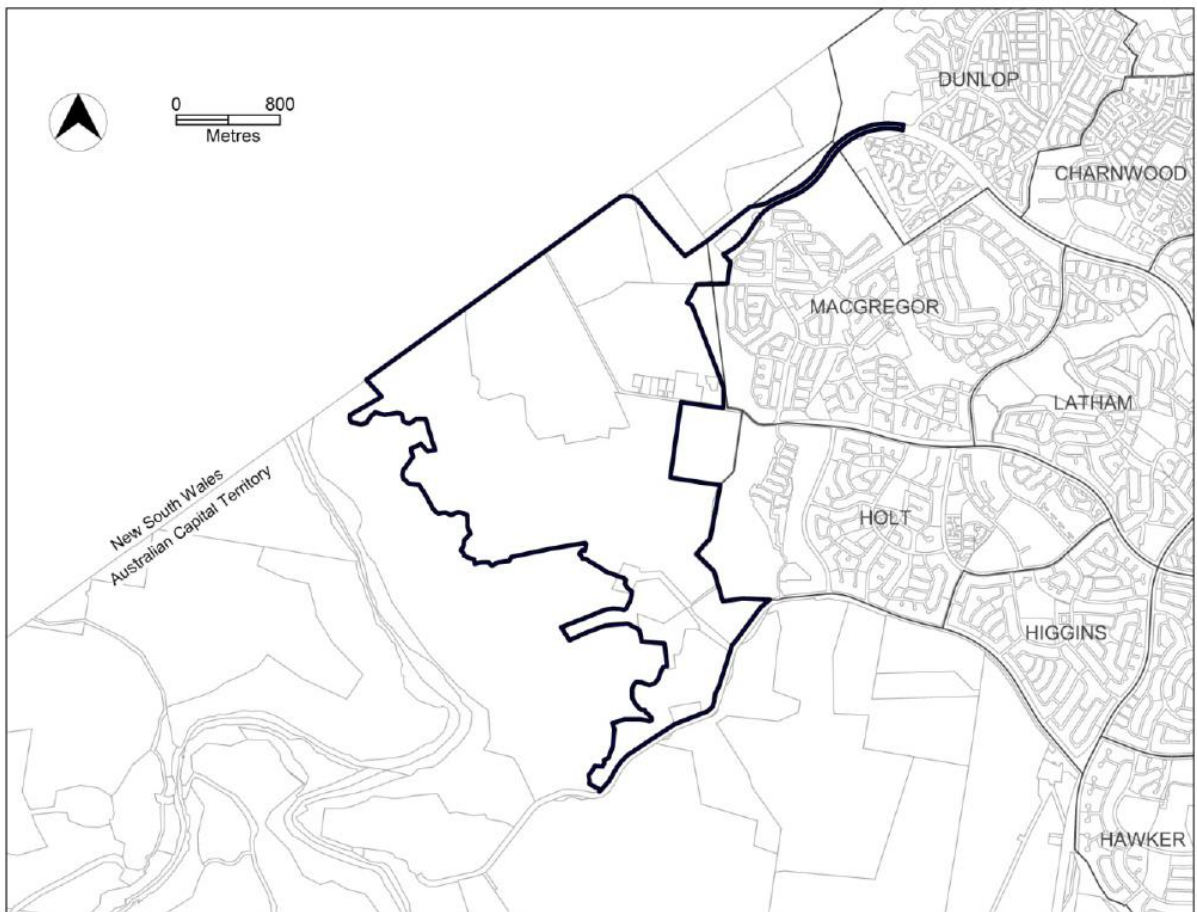 DUNLOP
0 800
Metres
CHARNWOOD
MACGREGOR
LATHAM
New South Wales
Australian Capital Territory
HOLT
HIGGINS
HAWKER